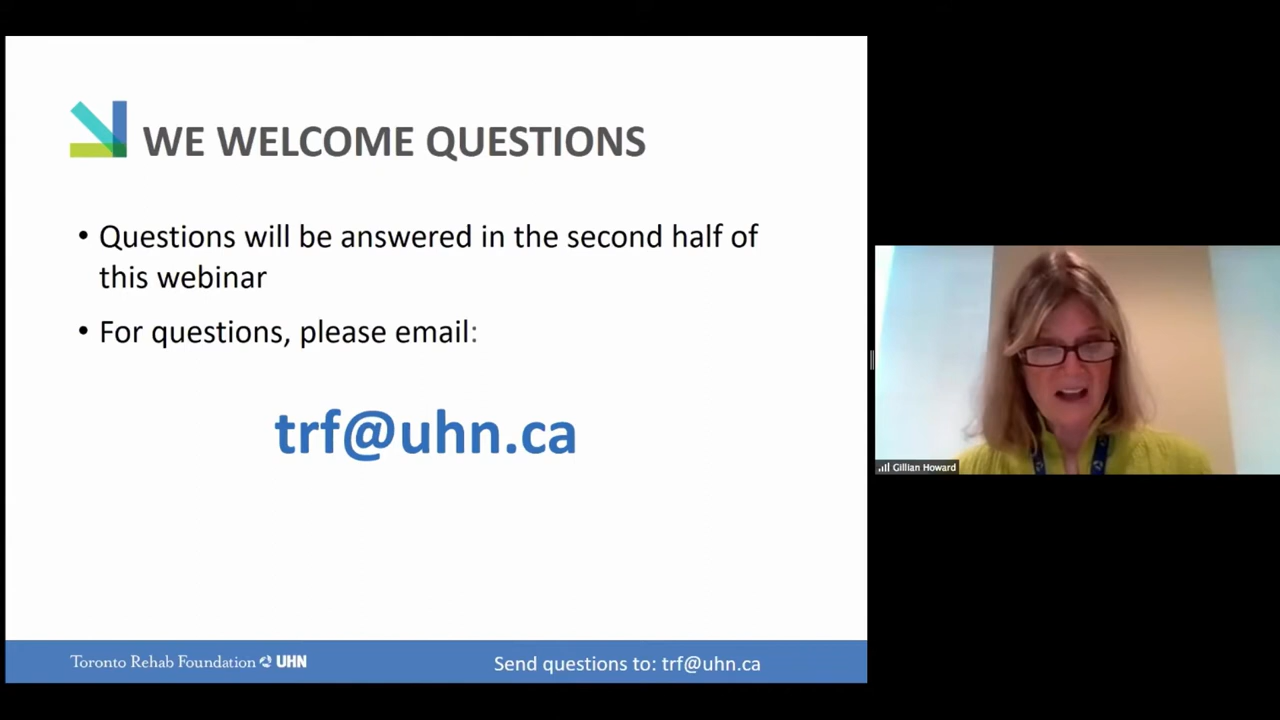 WE WELCOME QUESTIONS
• Questions will be answered in the second half of
this webinar
• For questions, please email:
trf@uhn.ca
Gillian Howard
Toronto Rehab Foundation UHN
Send questions to: trf@uhn.ca